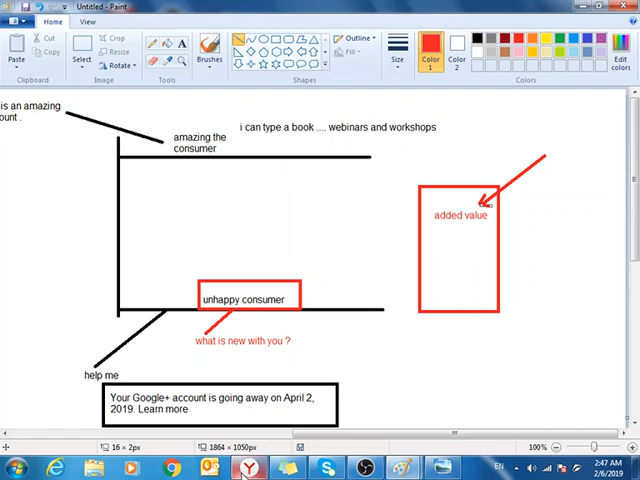 Untitled - Paint
Home
View
Cut
Copy
Paste
Clipboard
Crop
Resize
Rotate
Select
Image
Tools
Brushes
Shapes
Outline
Fill
Size
Color
1
Color
2
Colors
Edit
colors
is an amazing
ount .
amazing the
consumer
i can type a book .... webinars and workshops
added value
unhappy consumer
what is new with you ?
help me
Your Google+ account is going away on April 2,
2019. Learn more
16 × 2px
1864 × 1050px
100%
EN
2:47 AM
2/6/2019